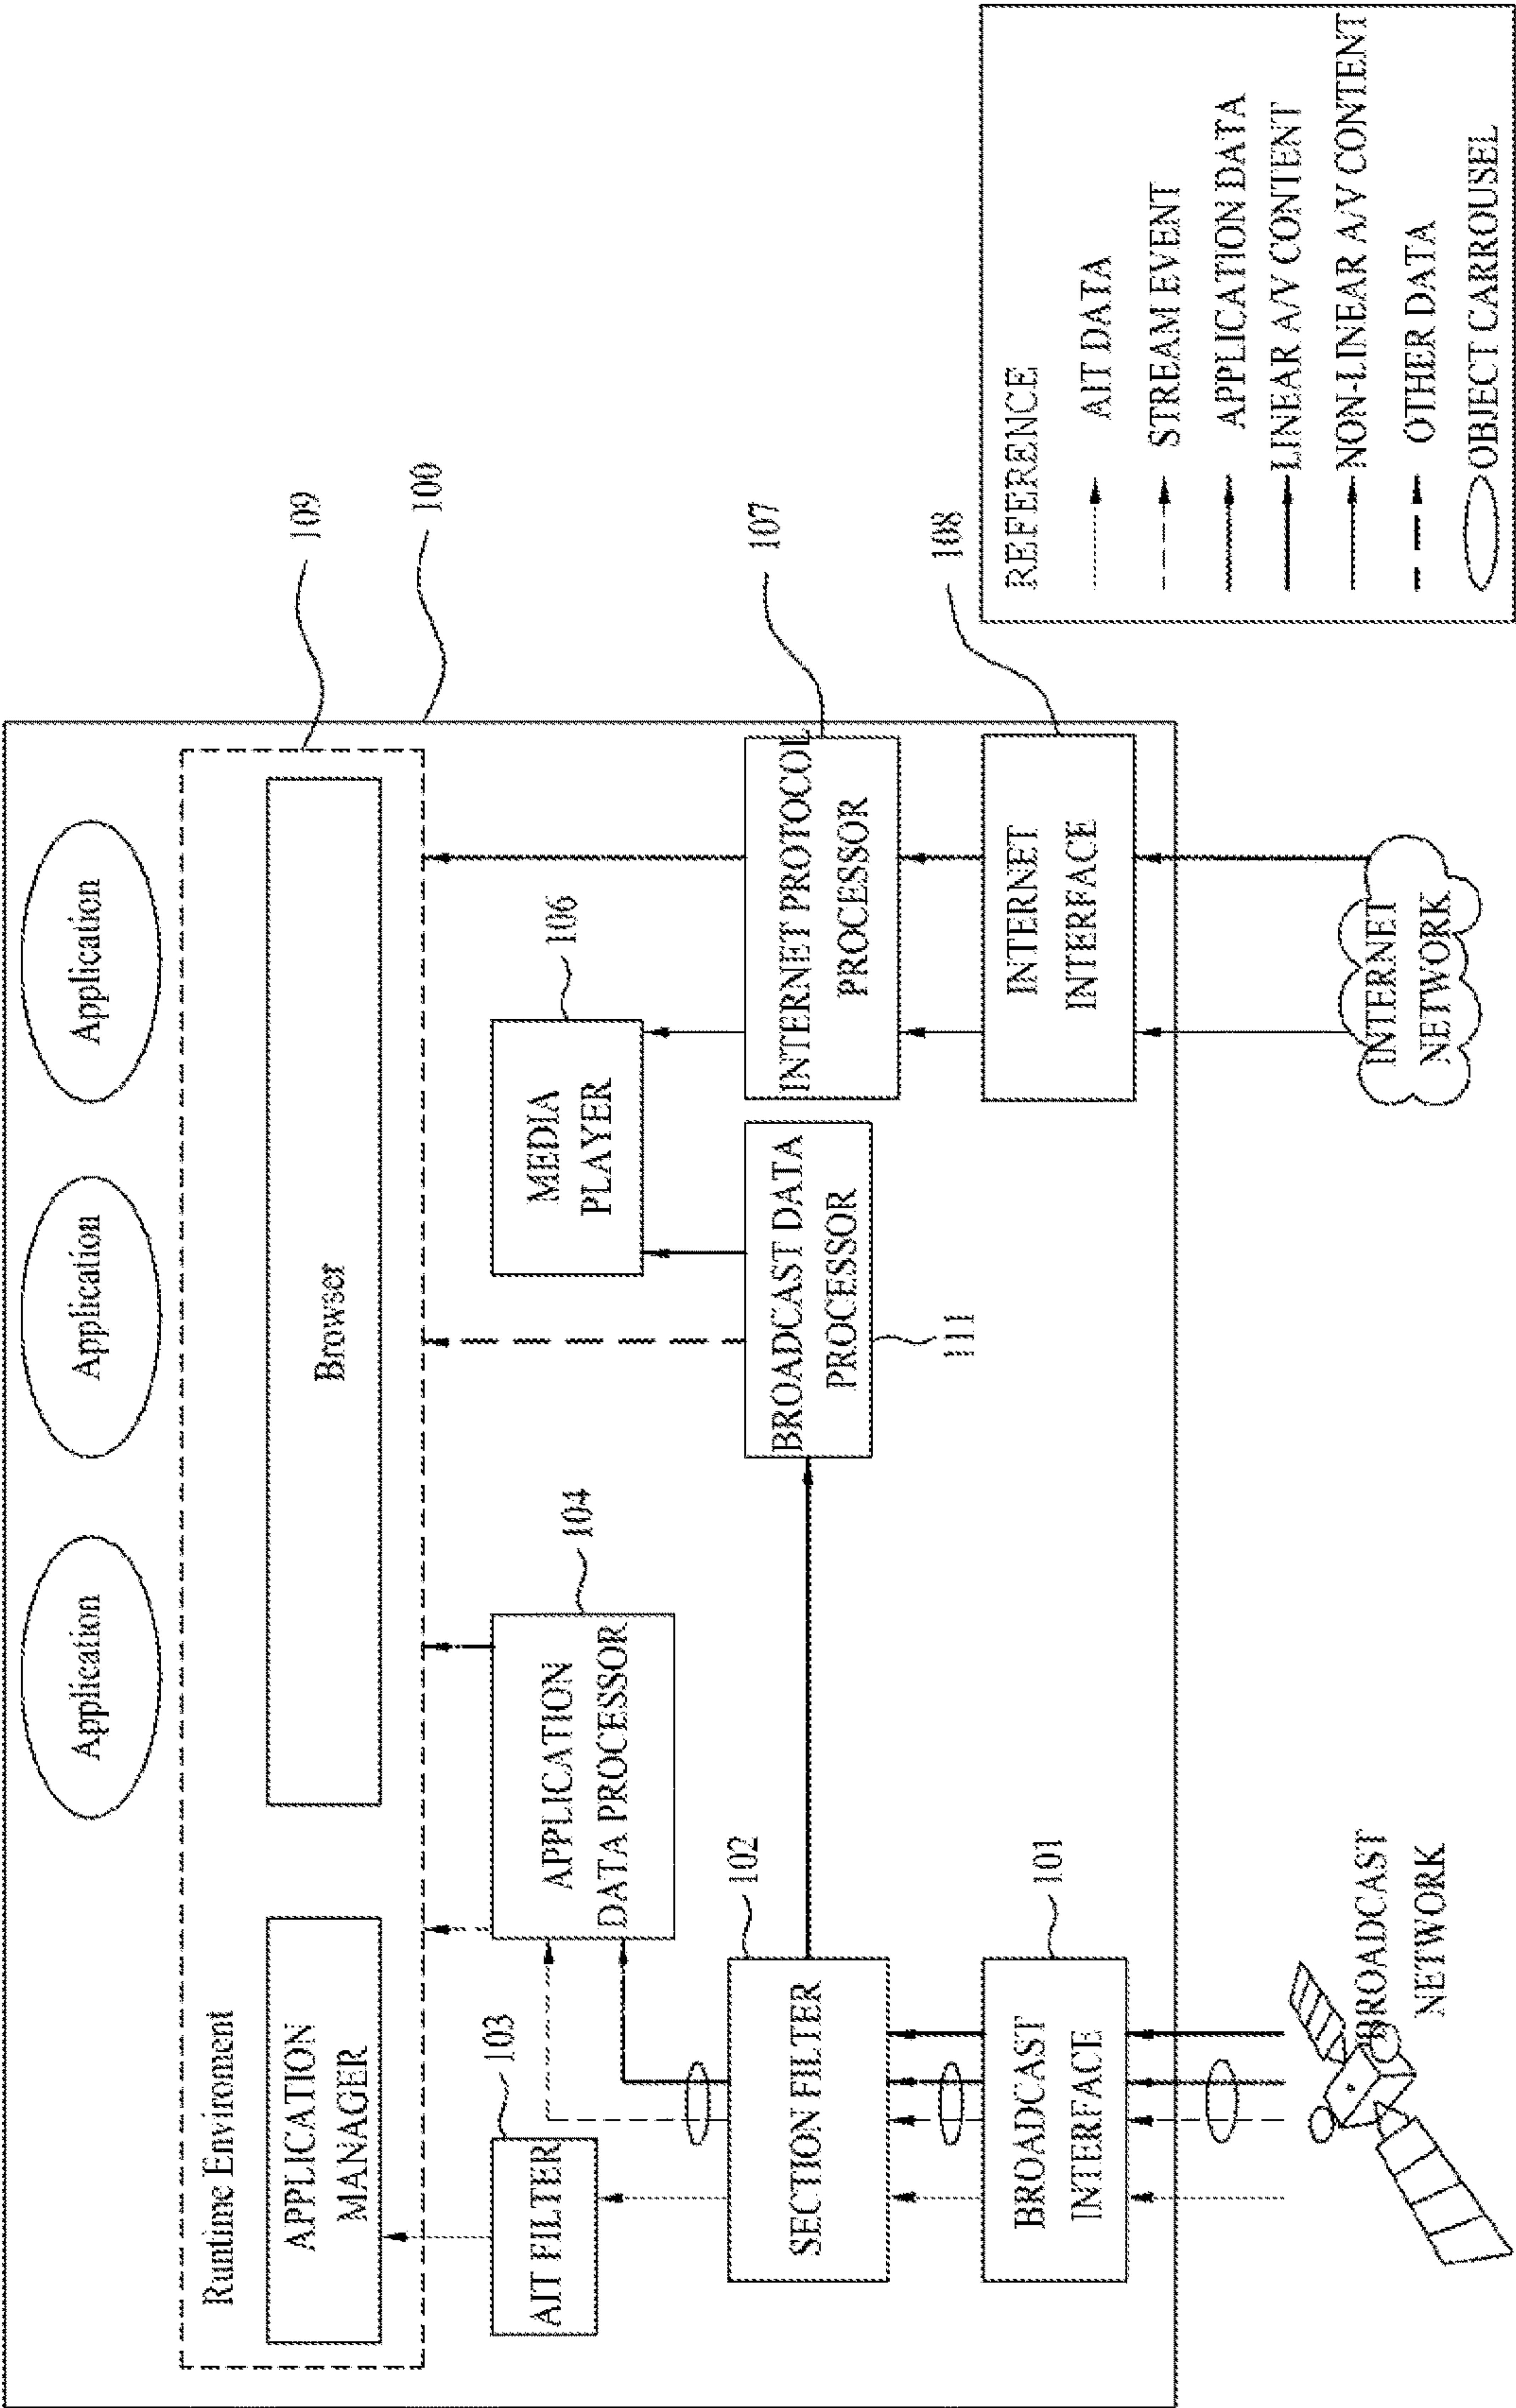 Application
Application
Application
109
100
Runtime Enviroment
APPLICATION
MANAGER
Browser
103
AIT FILTER
104
APPLICATION
DATA PROCESSOR
106
MEDIA
PLAYER
107
102
SECTION FILTER
BROADCAST DATA
PROCESSOR
111
INTERNET PROTOCOL
PROCESSOR
108
101
BROADCAST
INTERFACE
INTERNET
INTERFACE
BROADCAST
NETWORK
INTERNET
NETWORK
REFERENCE
AIT DATA
STREAM EVENT
APPLICATION DATA
LINEAR A/V CONTENT
NON-LINEAR A/V CONTENT
OTHER DATA
OBJECT CARROUSEL